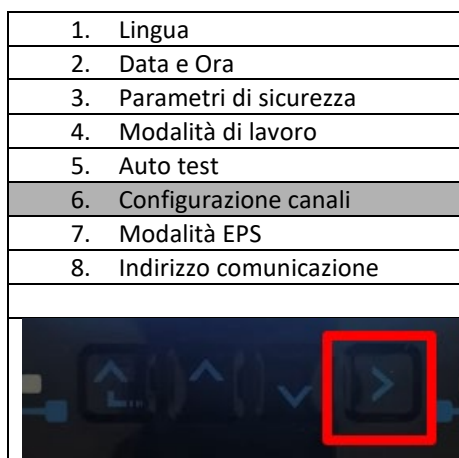 1. Lingua
2. Data e Ora
3. Parametri di sicurezza
4. Modalità di lavoro
5. Auto test
6. Configurazione canali
7. Modalità EPS
8. Indirizzo comunicazione